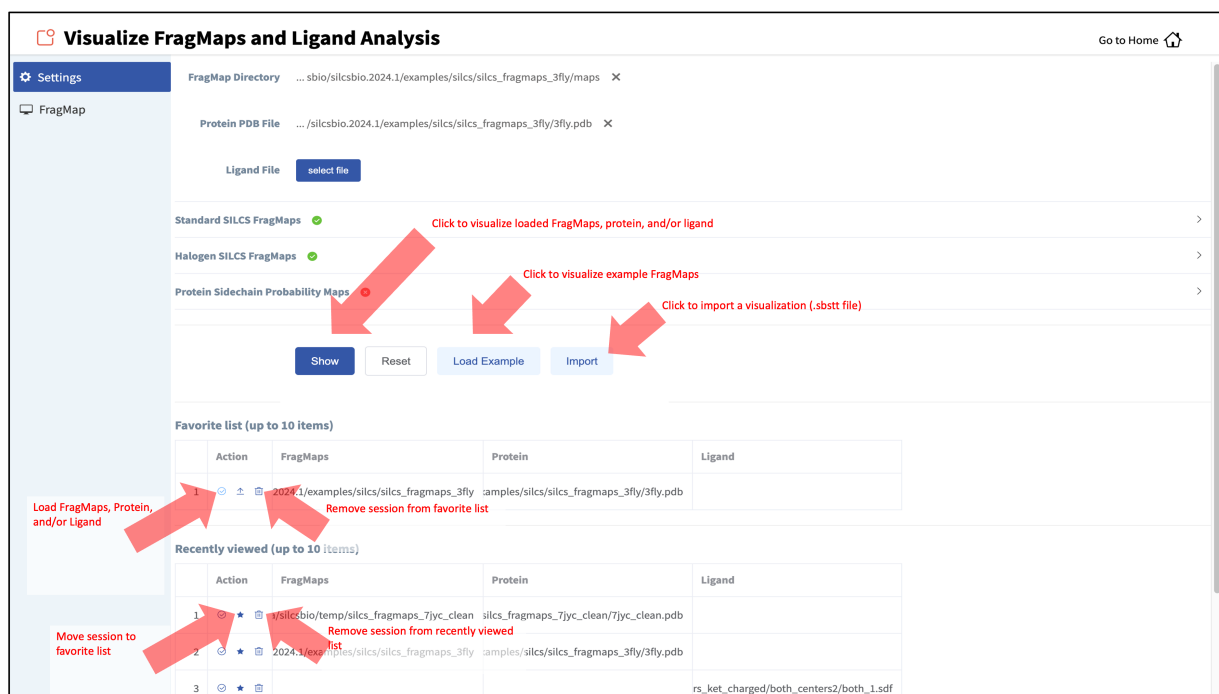 Visualize FragMaps and Ligand Analysis
Go to Home
Settings
FragMap
FragMap Directory ... sbio/silcsbio.2024.1/examples/silcs/silcs_fragmaps_3fly/maps
Protein PDB File ... /silcsbio.2024.1/examples/silcs/silcs_fragmaps_3fly/3fly.pdb
Ligand File select file
Standard SILCS FragMaps
Click to visualize loaded FragMaps, protein, and/or ligand
Halogen SILCS FragMaps
Click to visualize example FragMaps
Protein Sidechain Probability Maps
Click to import a visualization (.sbstt file)
Show Reset Load Example Import
Favorite list (up to 10 items)
Action FragMaps Protein Ligand
1 2024.1/examples/silcs/silcs_fragmaps_3fly amples/silcs/silcs_fragmaps_3fly/3fly.pdb
Load FragMaps, Protein,
and/or Ligand
Remove session from favorite list
Recently viewed (up to 10 items)
Action FragMaps Protein Ligand
1 /silcsbio/temp/silcs_fragmaps_7jyc_clean silcs_fragmaps_7jyc_clean/7jyc_clean.pdb
Move session to
favorite list
Remove session from recently viewed
list
2 2024.1/examples/silcs/silcs_fragmaps_3fly amples/silcs/silcs_fragmaps_3fly/3fly.pdb
3 rs_ket_charged/both_centers2/both_1.sdf